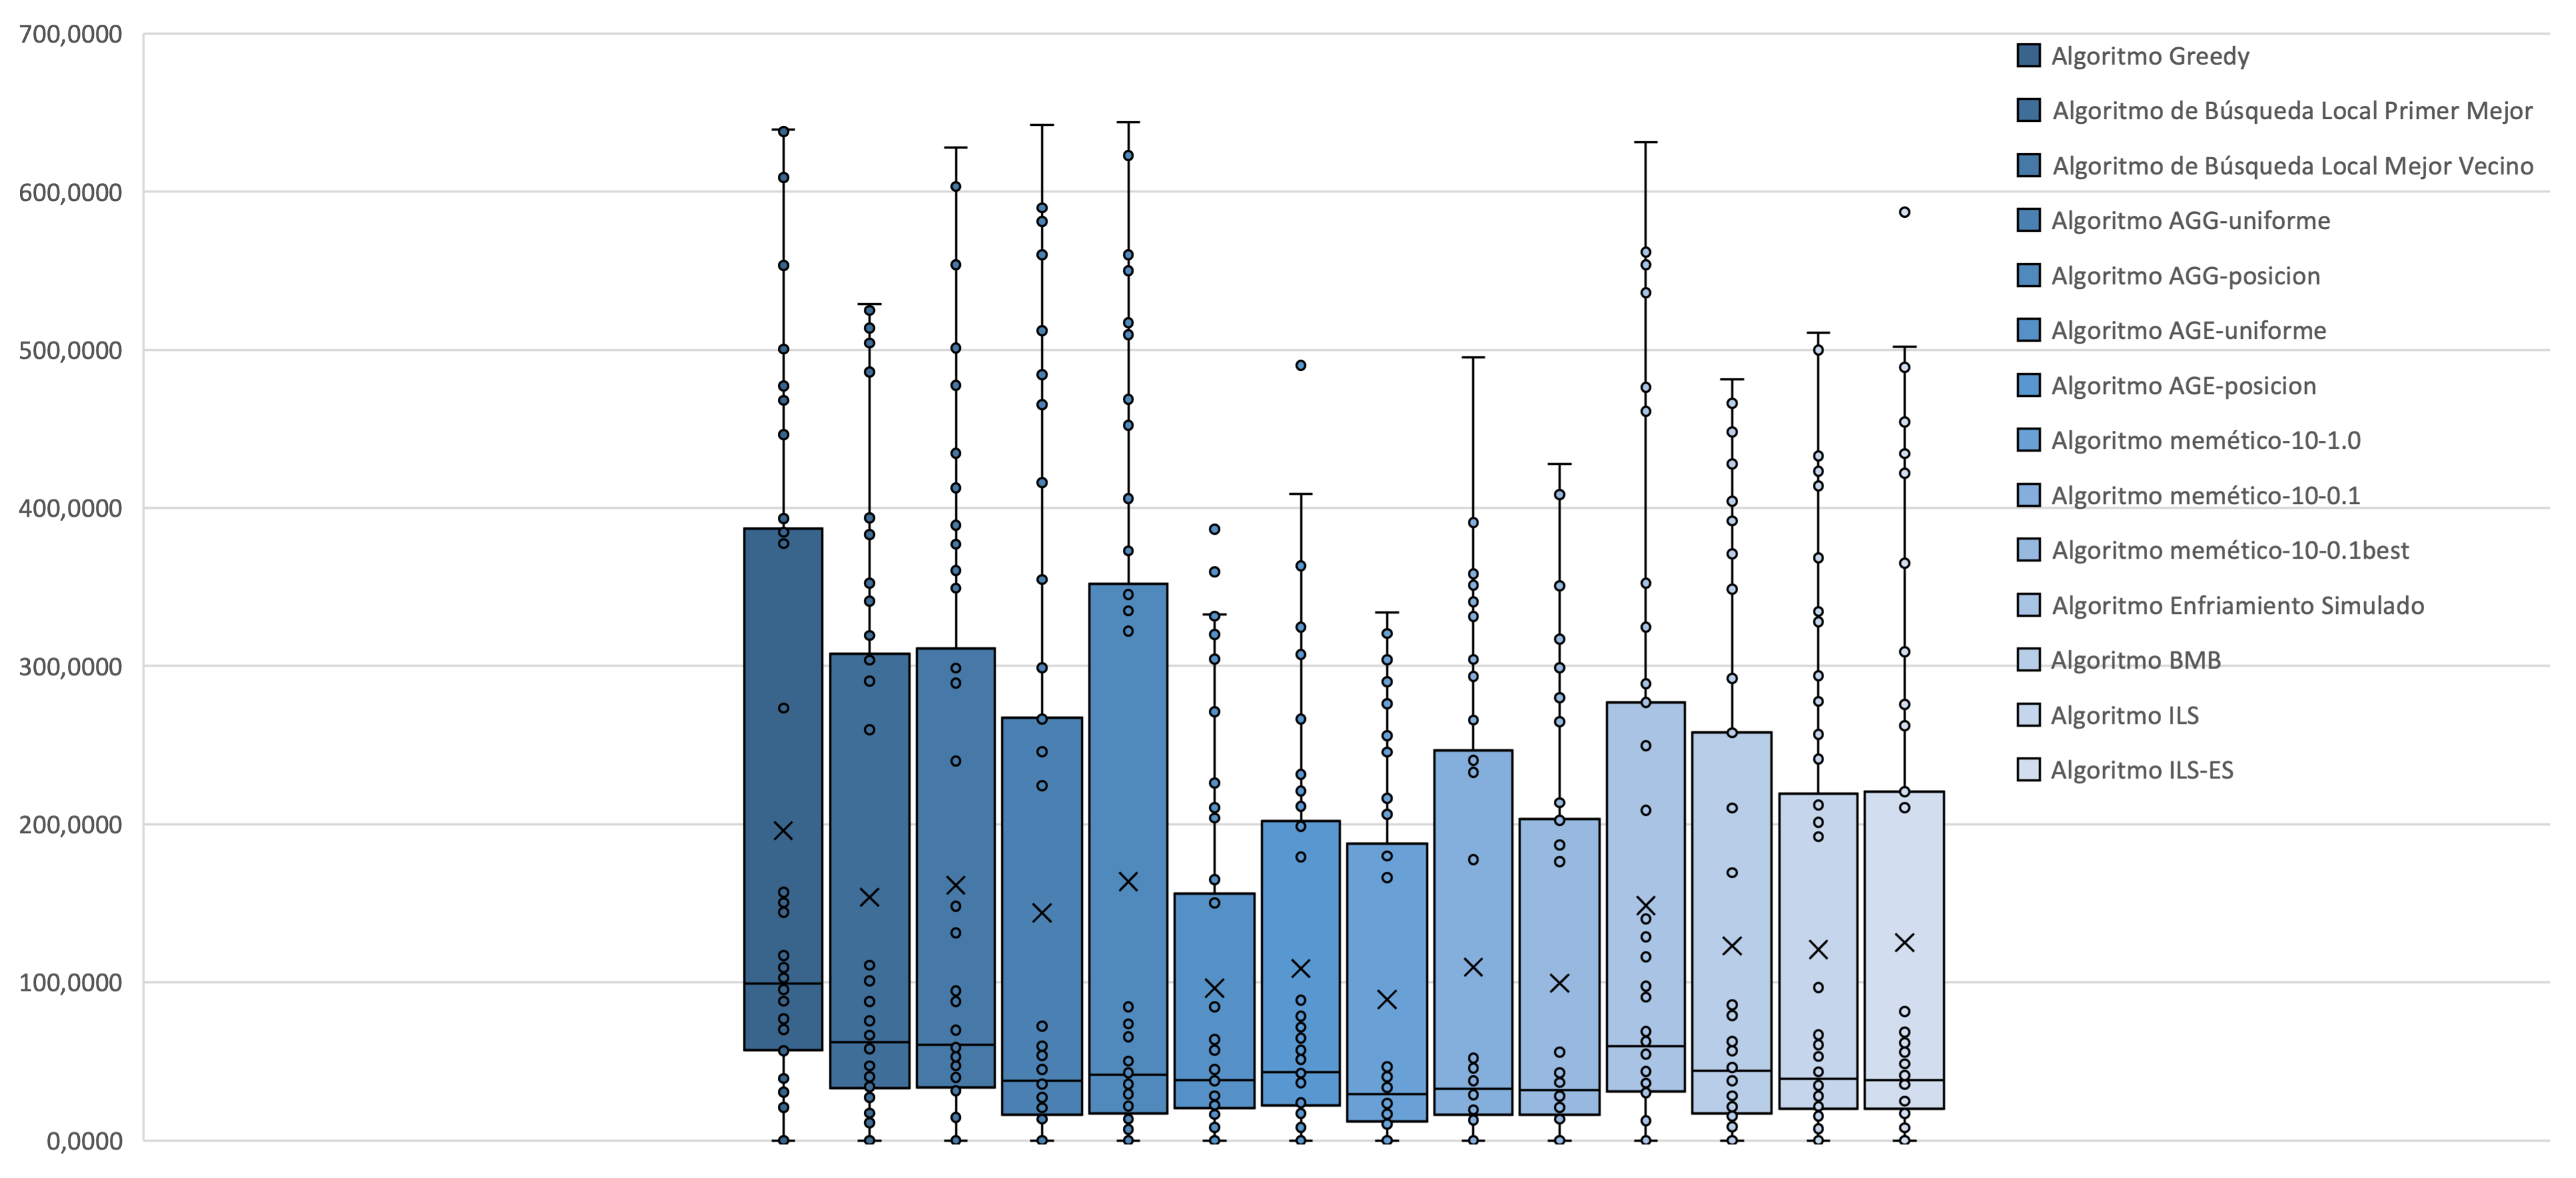 700,0000
600,0000
500,0000
400,0000
300,0000
200,0000
100,0000
0,0000
Algoritmo Greedy
Algoritmo de Búsqueda Local Primer Mejor
Algoritmo de Búsqueda Local Mejor Vecino
Algoritmo AGG-uniforme
Algoritmo AGG-posicion
Algoritmo AGE-uniforme
Algoritmo AGE-posicion
Algoritmo memético-10-1.0
Algoritmo memético-10-0.1
Algoritmo memético-10-0.1best
Algoritmo Enfriamiento Simulado
Algoritmo BMB
Algoritmo ILS
Algoritmo ILS-ES